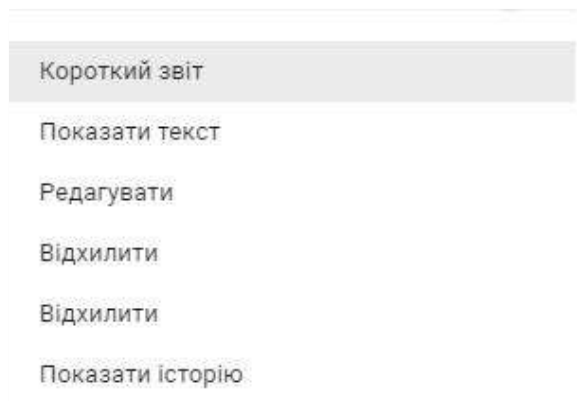 Короткий звіт
Показати текст
Редагувати
Відхилити
Відхилити
Показати історію